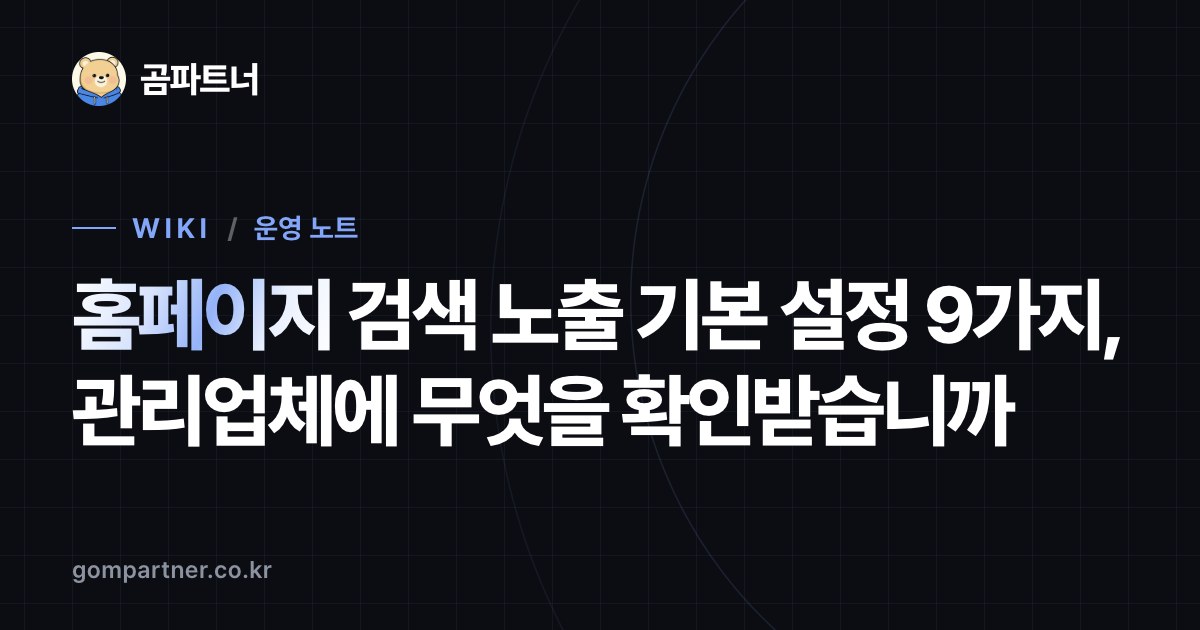 곰파트너
WIKI / 운영 노트
홈페이지 검색 노출 기본 설정 9가지,
관리업체에 무엇을 확인받습니까
gompartner.co.kr